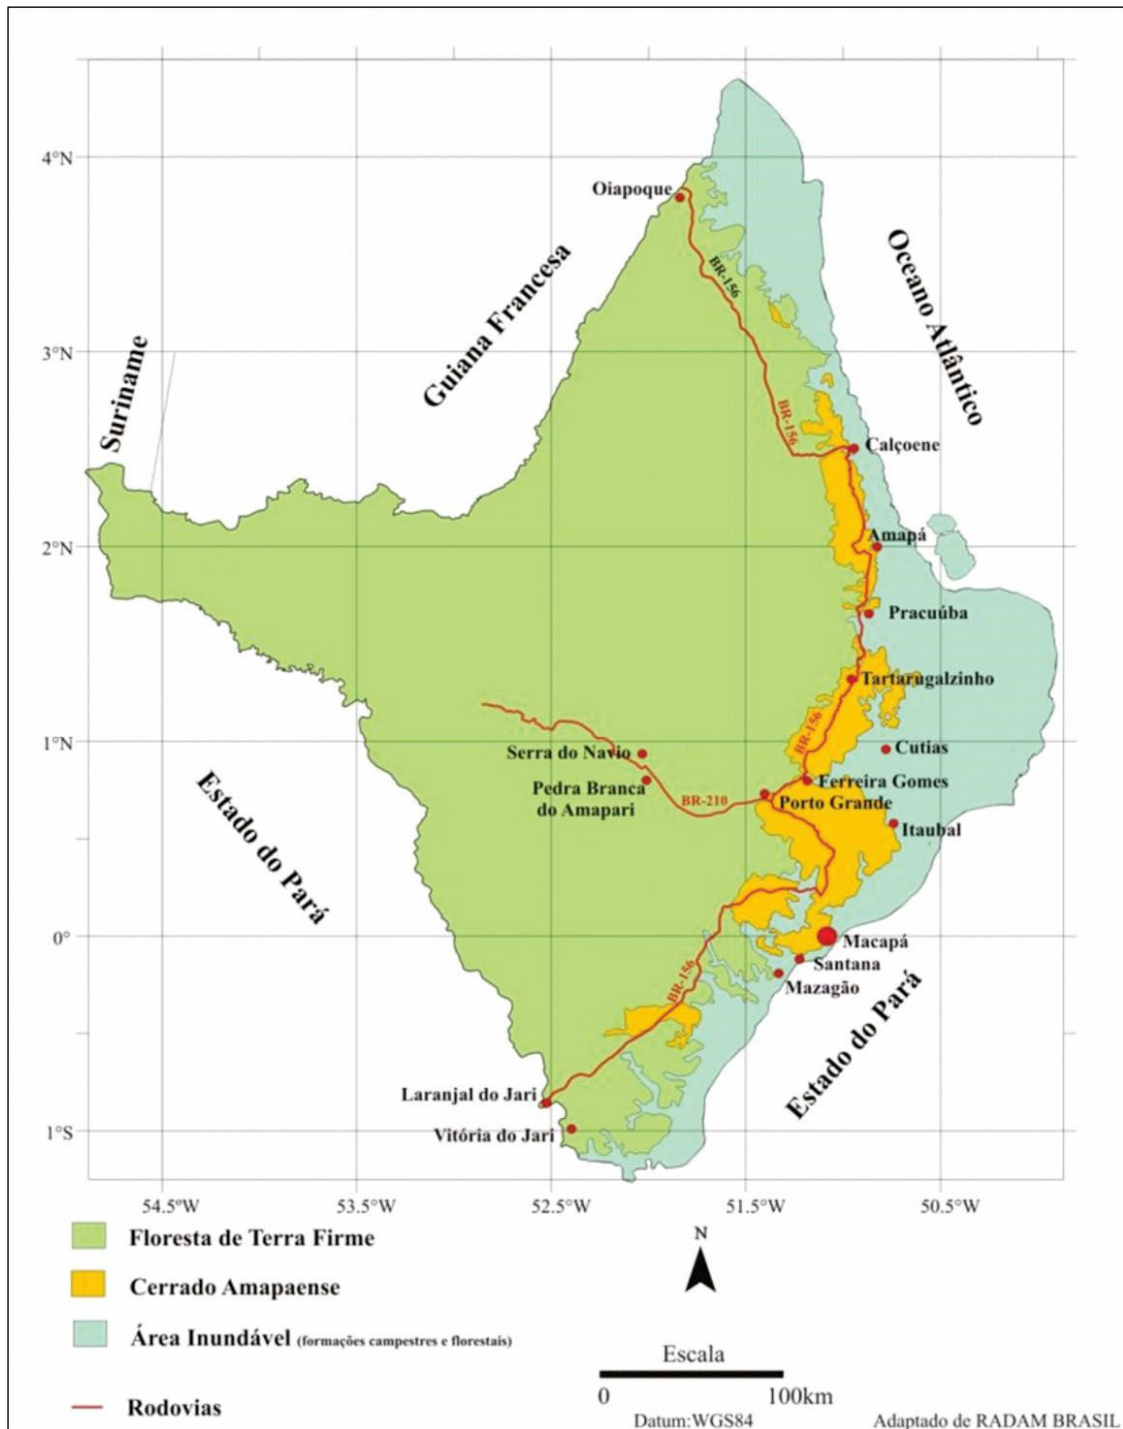 4°N
Oiapoque
BR-156
Oceano Atlântico
Guiana Francesa
Suriname
3°N
BR-156
Calçoene
Amapá
2°N
Pracuúba
Tartarugalzinho
BR-156
1°N
Cutias
Serra do Navio
Ferreira Gomes
Pedra Branca
do Amapari
BR-210
Porto Grande
Itaubal
Estado do Pará
0°
Macapá
Santana
Mazagão
BR-156
Estado do Pará
Laranjal do Jari
1°S
Vitória do Jari
54.5°W 53.5°W 52.5°W 51.5°W 50.5°W
Floresta de Terra Firme
N
Cerrado Amapaense
Área Inundável (formações campestres e florestais)
Escala
0 100km
Rodovias
Datum:WGS84
Adaptado de RADAM BRASIL